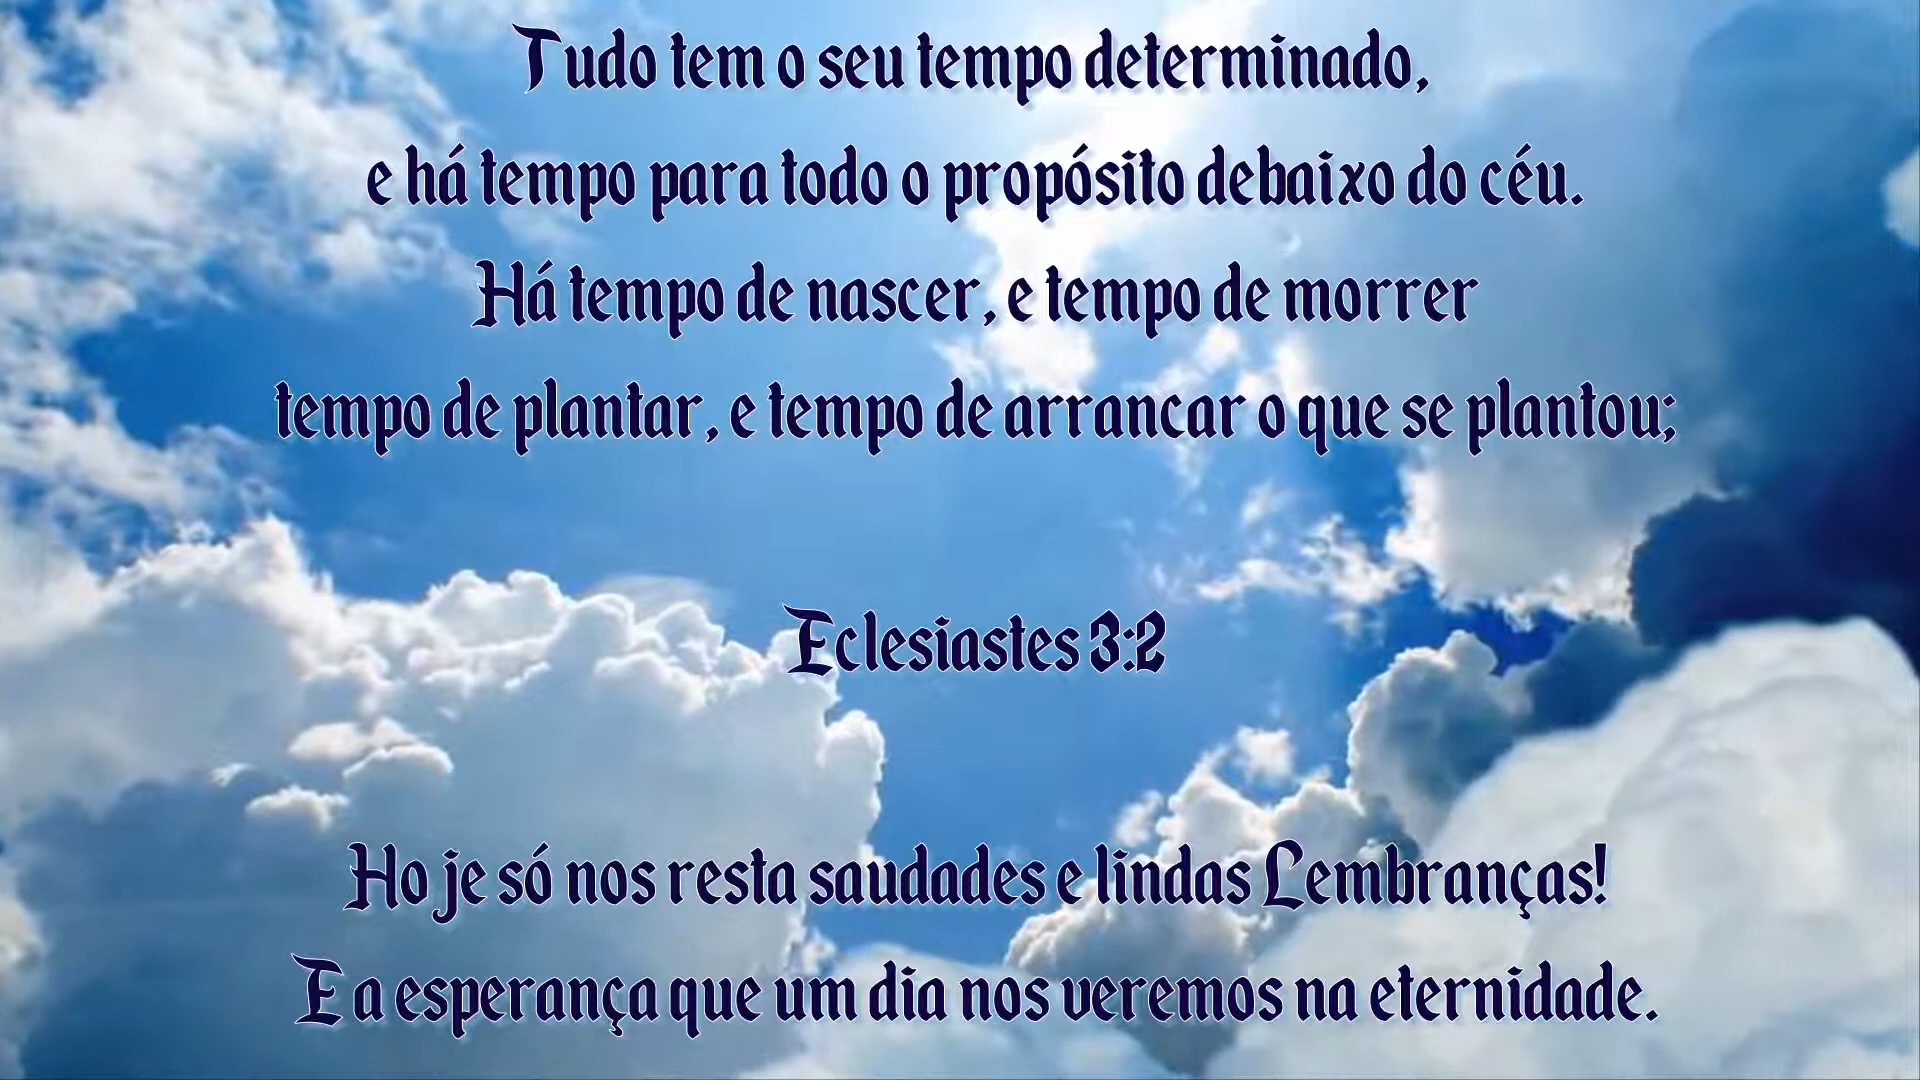 Tudo tem o seu tempo determinado,
e há tempo para todo o propósito debaixo do céu.
Há tempo de nascer, e tempo de morrer
tempo de plantar, e tempo de arrancar o que se plantou;
Eclesiastes 3:2
Hoje só nos resta saudades e lindas Lembranças!
E a esperança que um dia nos veremos na eternidade.